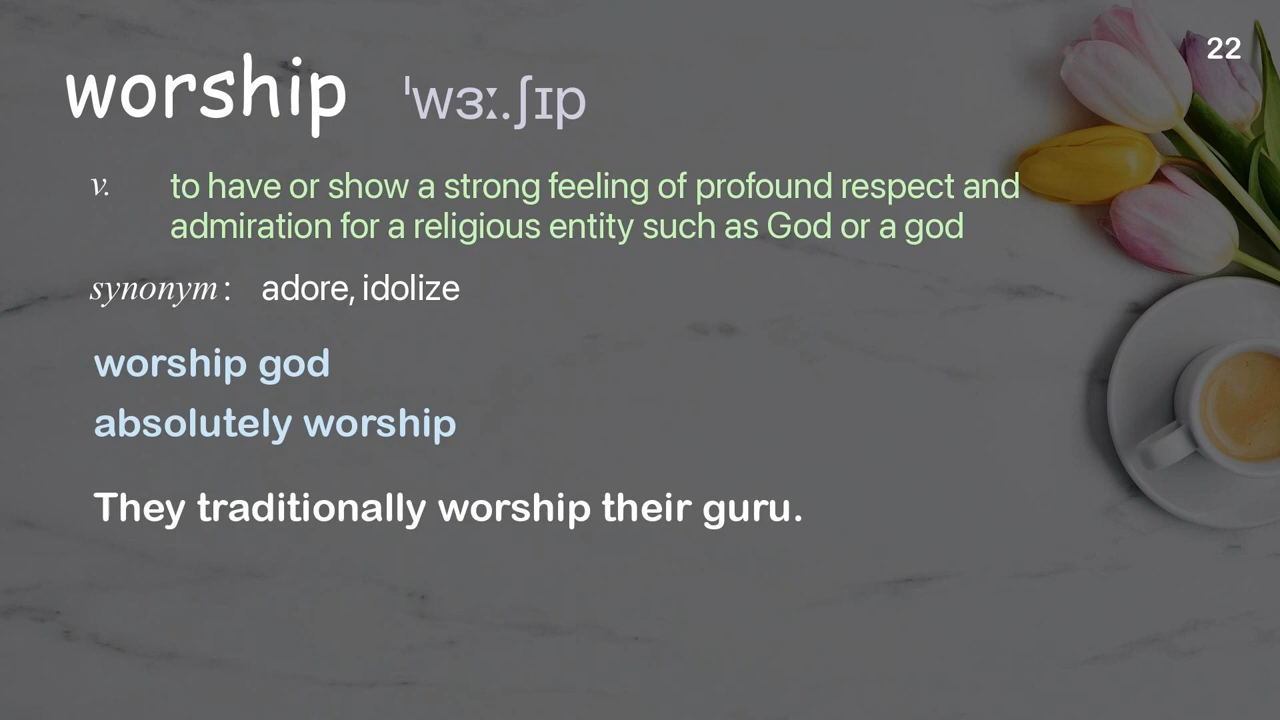 22
worship ˈwɜː.ʃɪp
v. to have or show a strong feeling of profound respect and
admiration for a religious entity such as God or a god
synonym: adore, idolize
worship god
absolutely worship
They traditionally worship their guru.